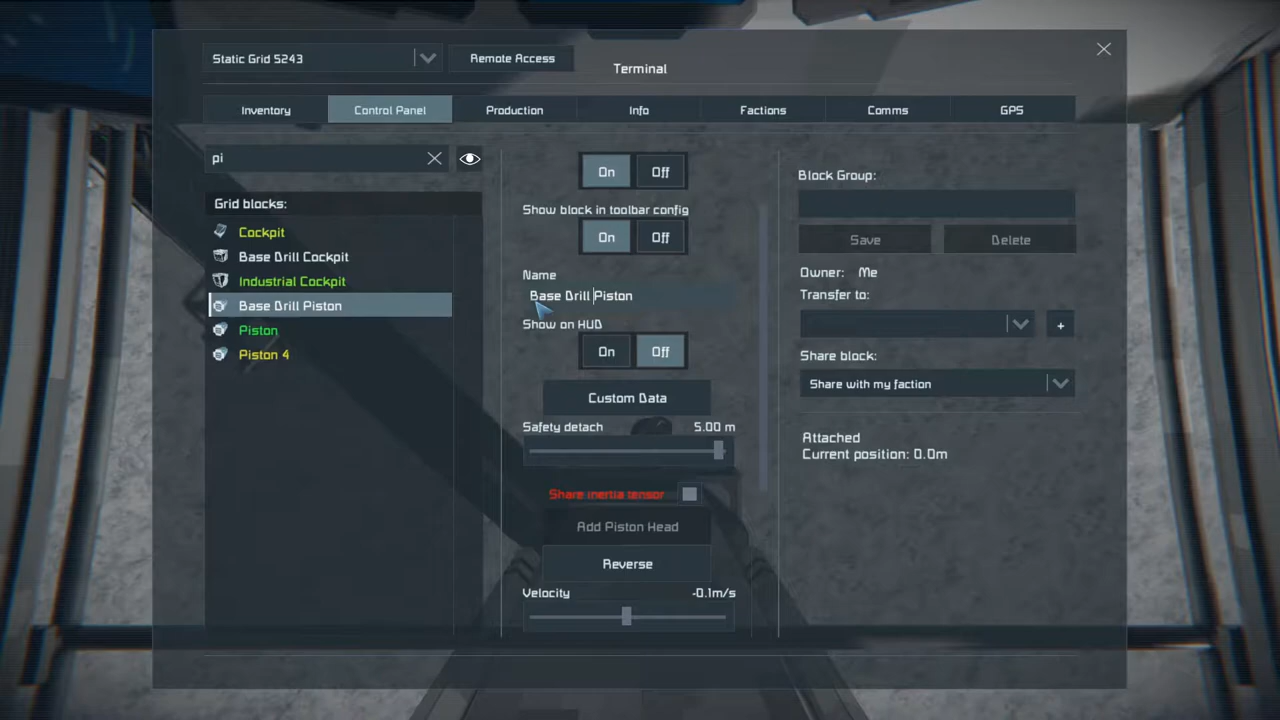 Static Grid 5243
Remote Access
Terminal
Inventory
Control Panel
Production
Info
Factions
Comms
GPS
pi
Grid blocks:
Cockpit
Base Drill Cockpit
Industrial Cockpit
Base Drill Piston
Piston
Piston 4
On Off
Show block in toolbar config
On Off
Name
Base Drill Piston
Show on HUD
On Off
Custom Data
Safety detach 5.00 m
Share inertia tensor
Add Piston Head
Reverse
Velocity -0.1m/s
Block Group:
Save Delete
Owner: Me
Transfer to:
+
Share block:
Share with my faction
Attached
Current position: 0.0m